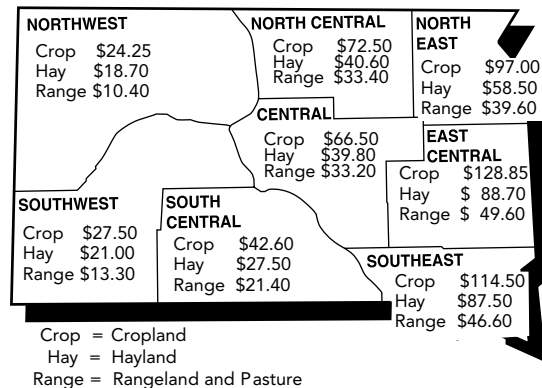 NORTHWEST
Crop $24.25
Hay $18.70
Range $10.40
NORTH CENTRAL
Crop $72.50
Hay $40.60
Range $33.40
NORTH
EAST
Crop $97.00
Hay $58.50
Range $39.60
CENTRAL
Crop $66.50
Hay $39.80
Range $33.20
EAST
CENTRAL
Crop $128.85
Hay $ 88.70
Range $ 49.60
SOUTHWEST
Crop $27.50
Hay $21.00
Range $13.30
SOUTH
CENTRAL
Crop $42.60
Hay $27.50
Range $21.40
SOUTHEAST
Crop $114.50
Hay $87.50
Range $46.60
Crop = Cropland
Hay = Hayland
Range = Rangeland and Pasture